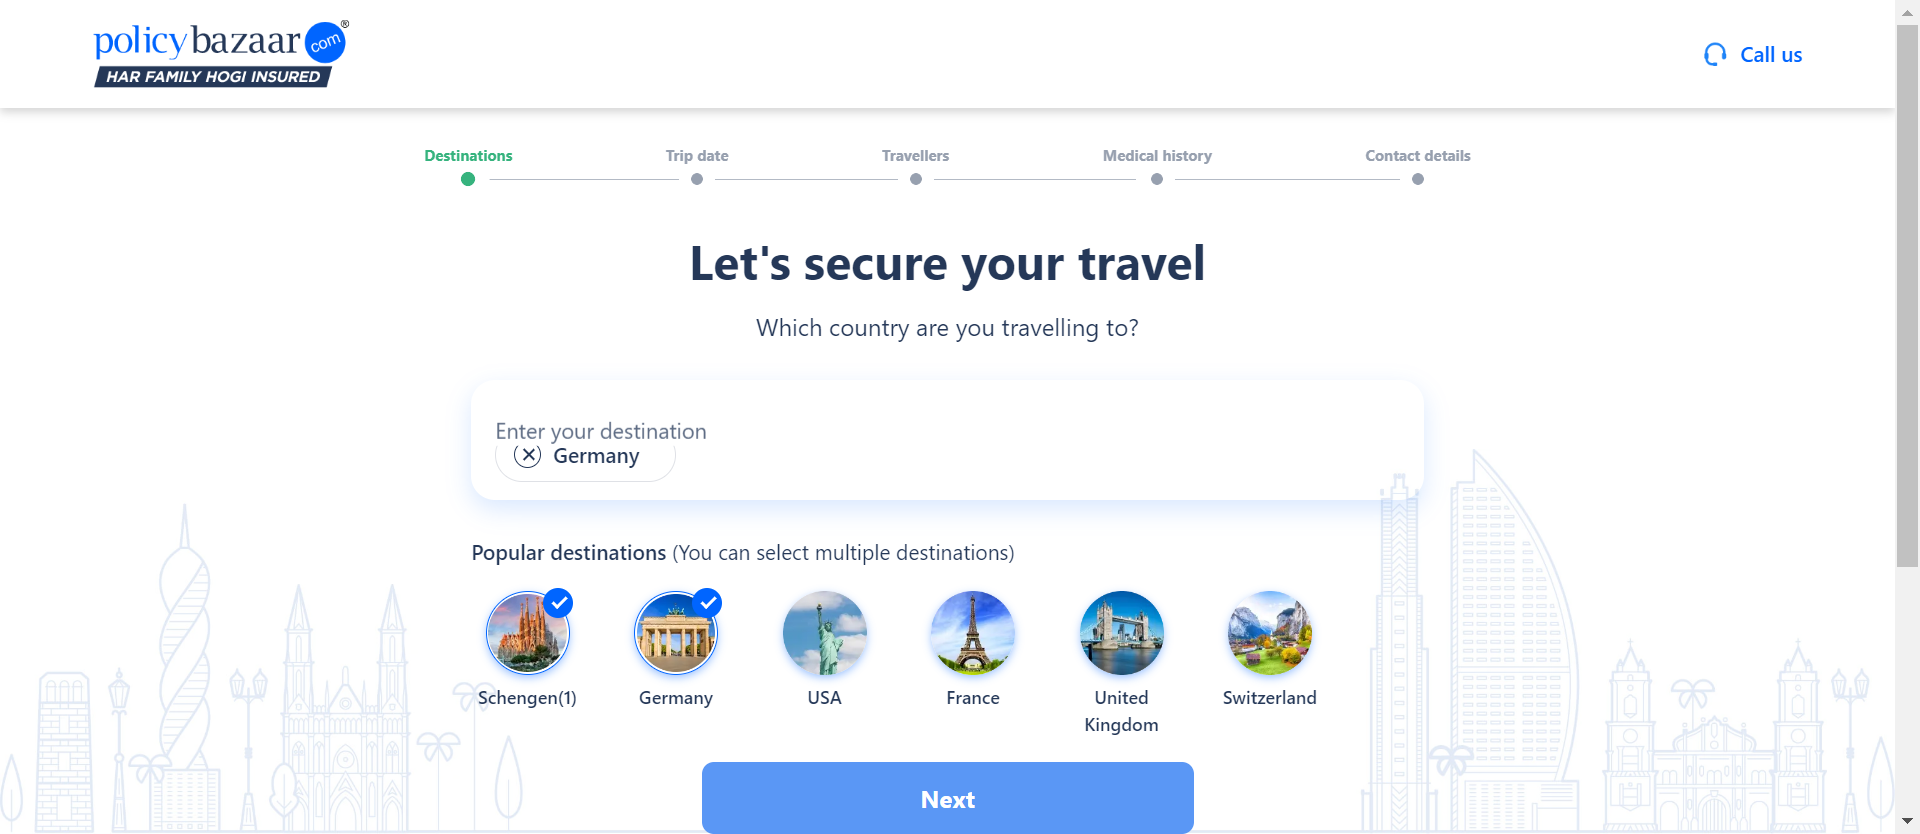 policybazaar com ®
HAR FAMILY HOGI INSURED
Call us
Destinations
Trip date
Travellers
Medical history
Contact details
Let's secure your travel
Which country are you travelling to?
Enter your destination
Germany
Popular destinations (You can select multiple destinations)
Schengen(1)
Germany
USA
France
United
Kingdom
Switzerland
Next